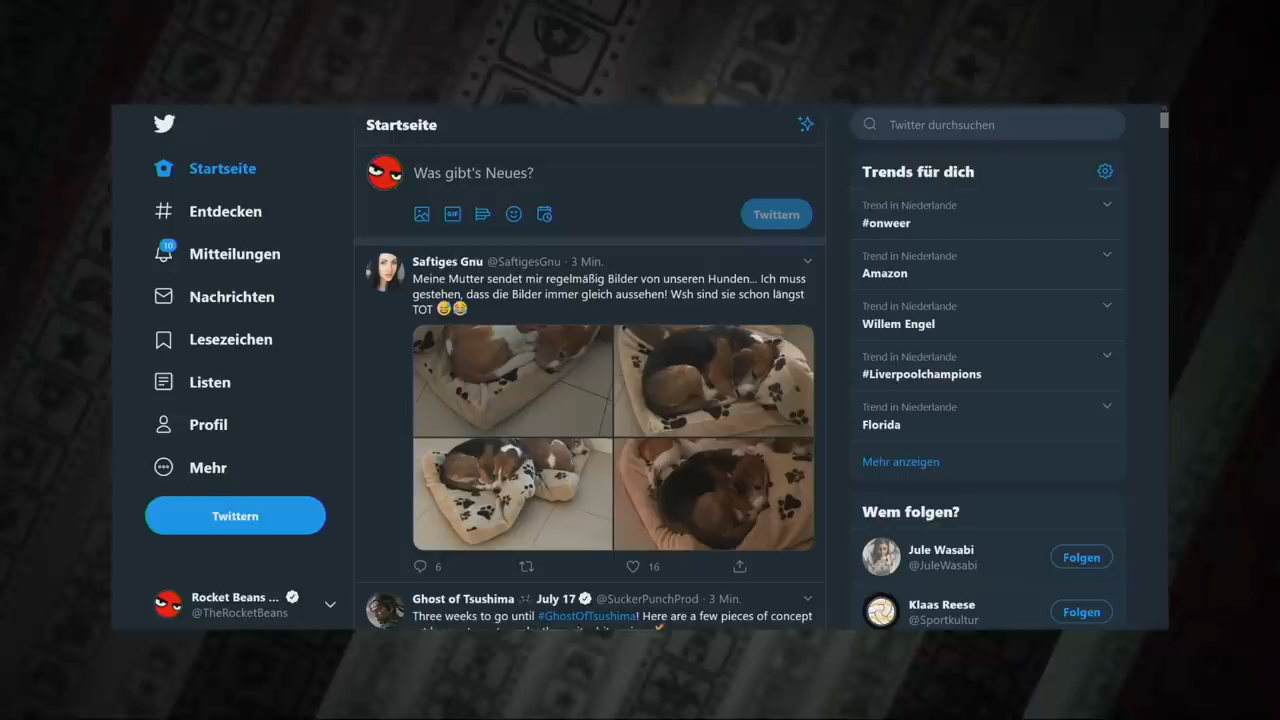 Startseite
Entdecken
10
Mitteilungen
Nachrichten
Lesezeichen
Listen
Profil
Mehr
Twittern
Rocket Beans ...
@TheRocketBeans
Startseite
Was gibt's Neues?
GIF
Twittern
Saftiges Gnu @SaftigesGnu · 3 Min.
Meine Mutter sendet mir regelmäßig Bilder von unseren Hunden... Ich muss
gestehen, dass die Bilder immer gleich aussehen! Wsh sind sie schon längst
TOT 😅😂
6
16
Ghost of Tsushima July 17 @SuckerPunchProd · 3 Min.
Three weeks to go until #GhostOfTsushima! Here are a few pieces of concept
Twitter durchsuchen
Trends für dich
Trend in Niederlande
#onweer
Trend in Niederlande
Amazon
Trend in Niederlande
Willem Engel
Trend in Niederlande
#Liverpoolchampions
Trend in Niederlande
Florida
Mehr anzeigen
Wem folgen?
Jule Wasabi
@JuleWasabi
Folgen
Klaas Reese
@Sportkultur
Folgen